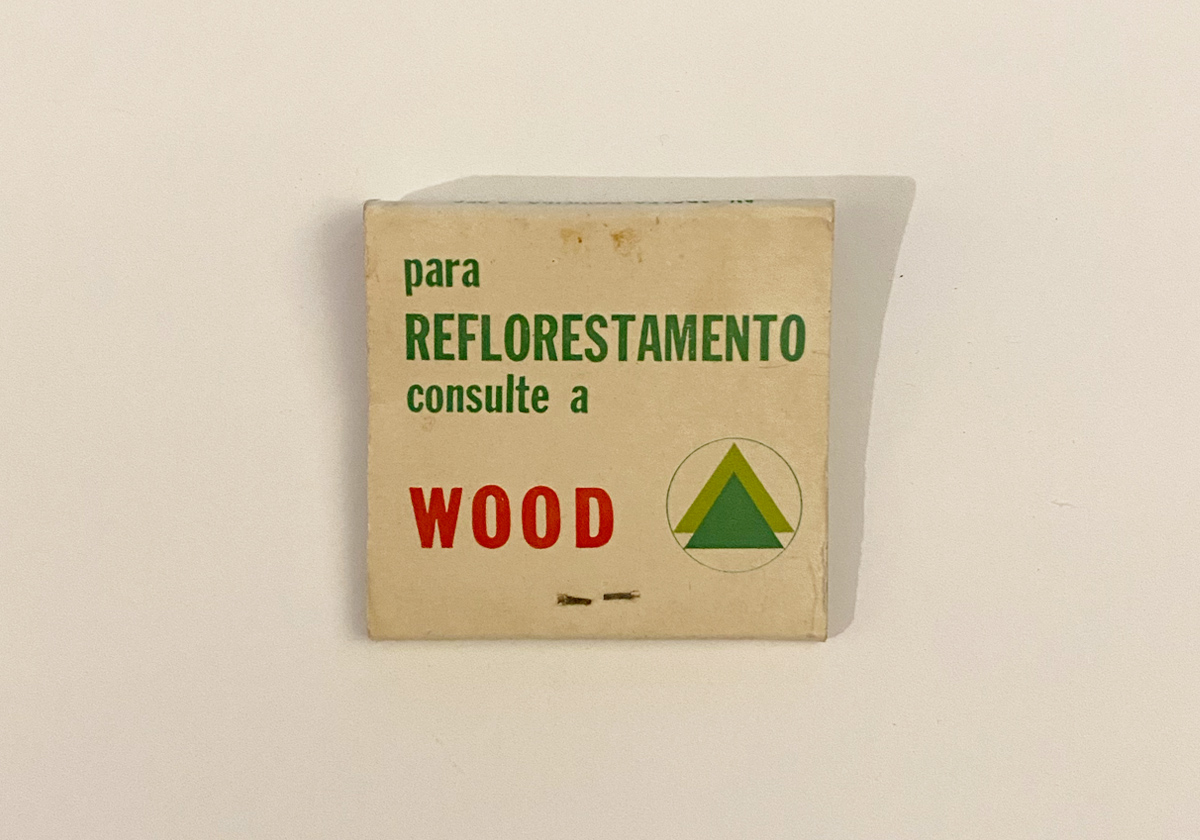 para
REFLORESTAMENTO
consulte a
WOOD